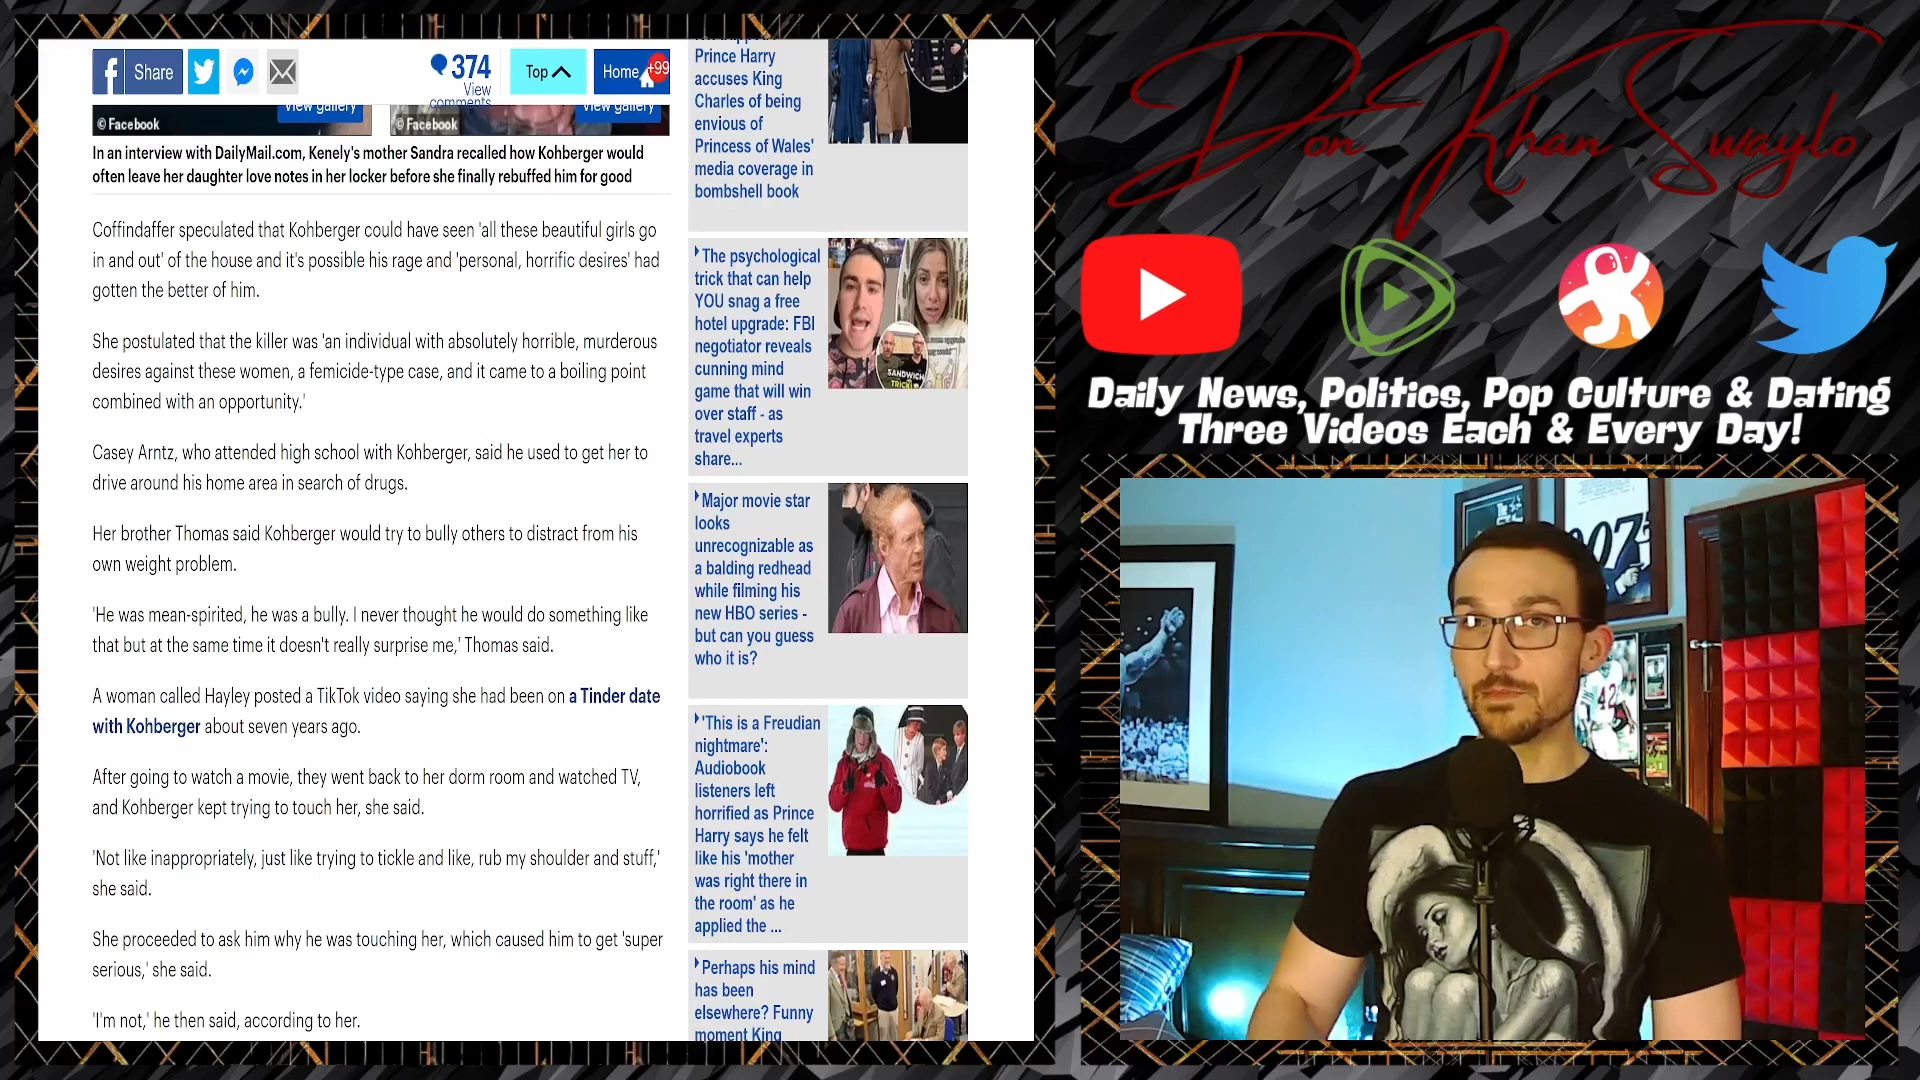 Share
374
View
comments
Top
Home
+99
View gallery
View gallery
© Facebook
© Facebook
In an interview with DailyMail.com, Kenely's mother Sandra recalled how Kohberger would
often leave her daughter love notes in her locker before she finally rebuffed him for good
Coffindaffer speculated that Kohberger could have seen 'all these beautiful girls go
in and out' of the house and it's possible his rage and 'personal, horrific desires' had
gotten the better of him.
She postulated that the killer was 'an individual with absolutely horrible, murderous
desires against these women, a femicide-type case, and it came to a boiling point
combined with an opportunity.'
Casey Arntz, who attended high school with Kohberger, said he used to get her to
drive around his home area in search of drugs.
Her brother Thomas said Kohberger would try to bully others to distract from his
own weight problem.
'He was mean-spirited, he was a bully. I never thought he would do something like
that but at the same time it doesn't really surprise me,' Thomas said.
A woman called Hayley posted a TikTok video saying she had been on a Tinder date
with Kohberger about seven years ago.
After going to watch a movie, they went back to her dorm room and watched TV,
and Kohberger kept trying to touch her, she said.
'Not like inappropriately, just like trying to tickle and like, rub my shoulder and stuff,'
she said.
She proceeded to ask him why he was touching her, which caused him to get 'super
serious,' she said.
'I'm not,' he then said, according to her.
Prince Harry
accuses King
Charles of being
envious of
Princess of Wales'
media coverage in
bombshell book
The psychological
trick that can help
YOU snag a free
hotel upgrade: FBI
negotiator reveals
cunning mind
game that will win
over staff - as
travel experts
share...
SANDWICH
TRICK
Major movie star
looks
unrecognizable as
a balding redhead
while filming his
new HBO series -
but can you guess
who it is?
'This is a Freudian
nightmare':
Audiobook
listeners left
horrified as Prince
Harry says he felt
like his 'mother
was right there in
the room' as he
applied the ...
Perhaps his mind
has been
elsewhere? Funny
moment King
Don Khan Swaylo
Daily News, Politics, Pop Culture & Dating
Three Videos Each & Every Day!
007
42